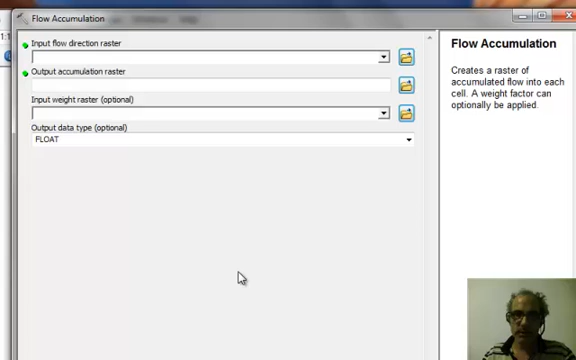 Flow Accumulation
Input flow direction raster
Output accumulation raster
Input weight raster (optional)
Output data type (optional)
FLOAT
Flow Accumulation
Creates a raster of
accumulated flow into each
cell. A weight factor can
optionally be applied.